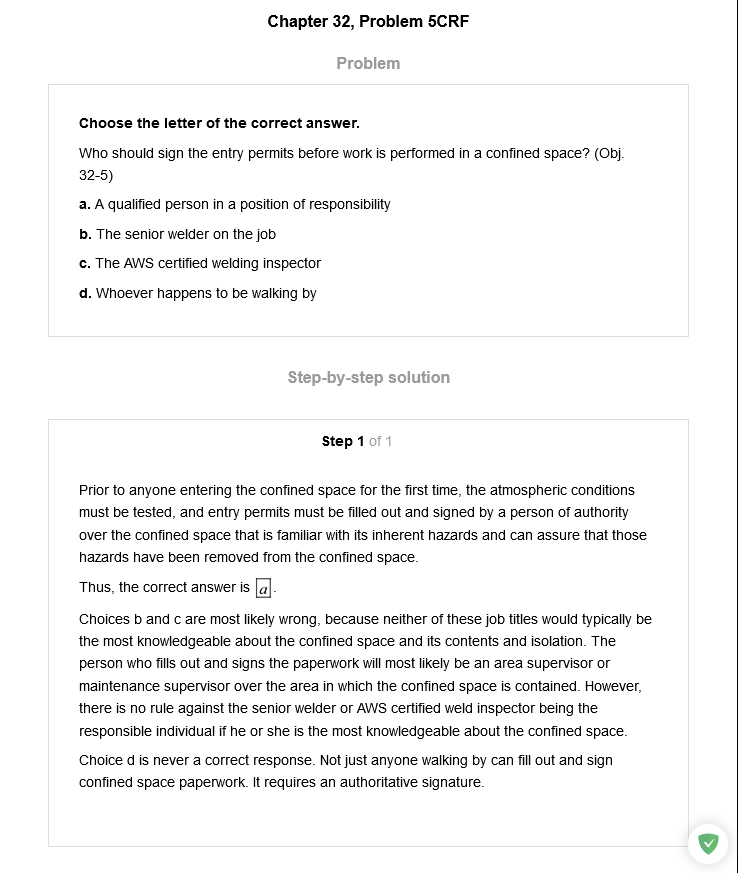 Chapter 32, Problem 5CRF
Problem
Choose the letter of the correct answer.
Who should sign the entry permits before work is performed in a confined space? (Obj.
32-5)
a. A qualified person in a position of responsibility
b. The senior welder on the job
c. The AWS certified welding inspector
d. Whoever happens to be walking by
Step-by-step solution
Step 1 of 1
Prior to anyone entering the confined space for the first time, the atmospheric conditions
must be tested, and entry permits must be filled out and signed by a person of authority
over the confined space that is familiar with its inherent hazards and can assure that those
hazards have been removed from the confined space.
Thus, the correct answer is a.
Choices b and c are most likely wrong, because neither of these job titles would typically be
the most knowledgeable about the confined space and its contents and isolation. The
person who fills out and signs the paperwork will most likely be an area supervisor or
maintenance supervisor over the area in which the confined space is contained. However,
there is no rule against the senior welder or AWS certified weld inspector being the
responsible individual if he or she is the most knowledgeable about the confined space.
Choice d is never a correct response. Not just anyone walking by can fill out and sign
confined space paperwork. It requires an authoritative signature.